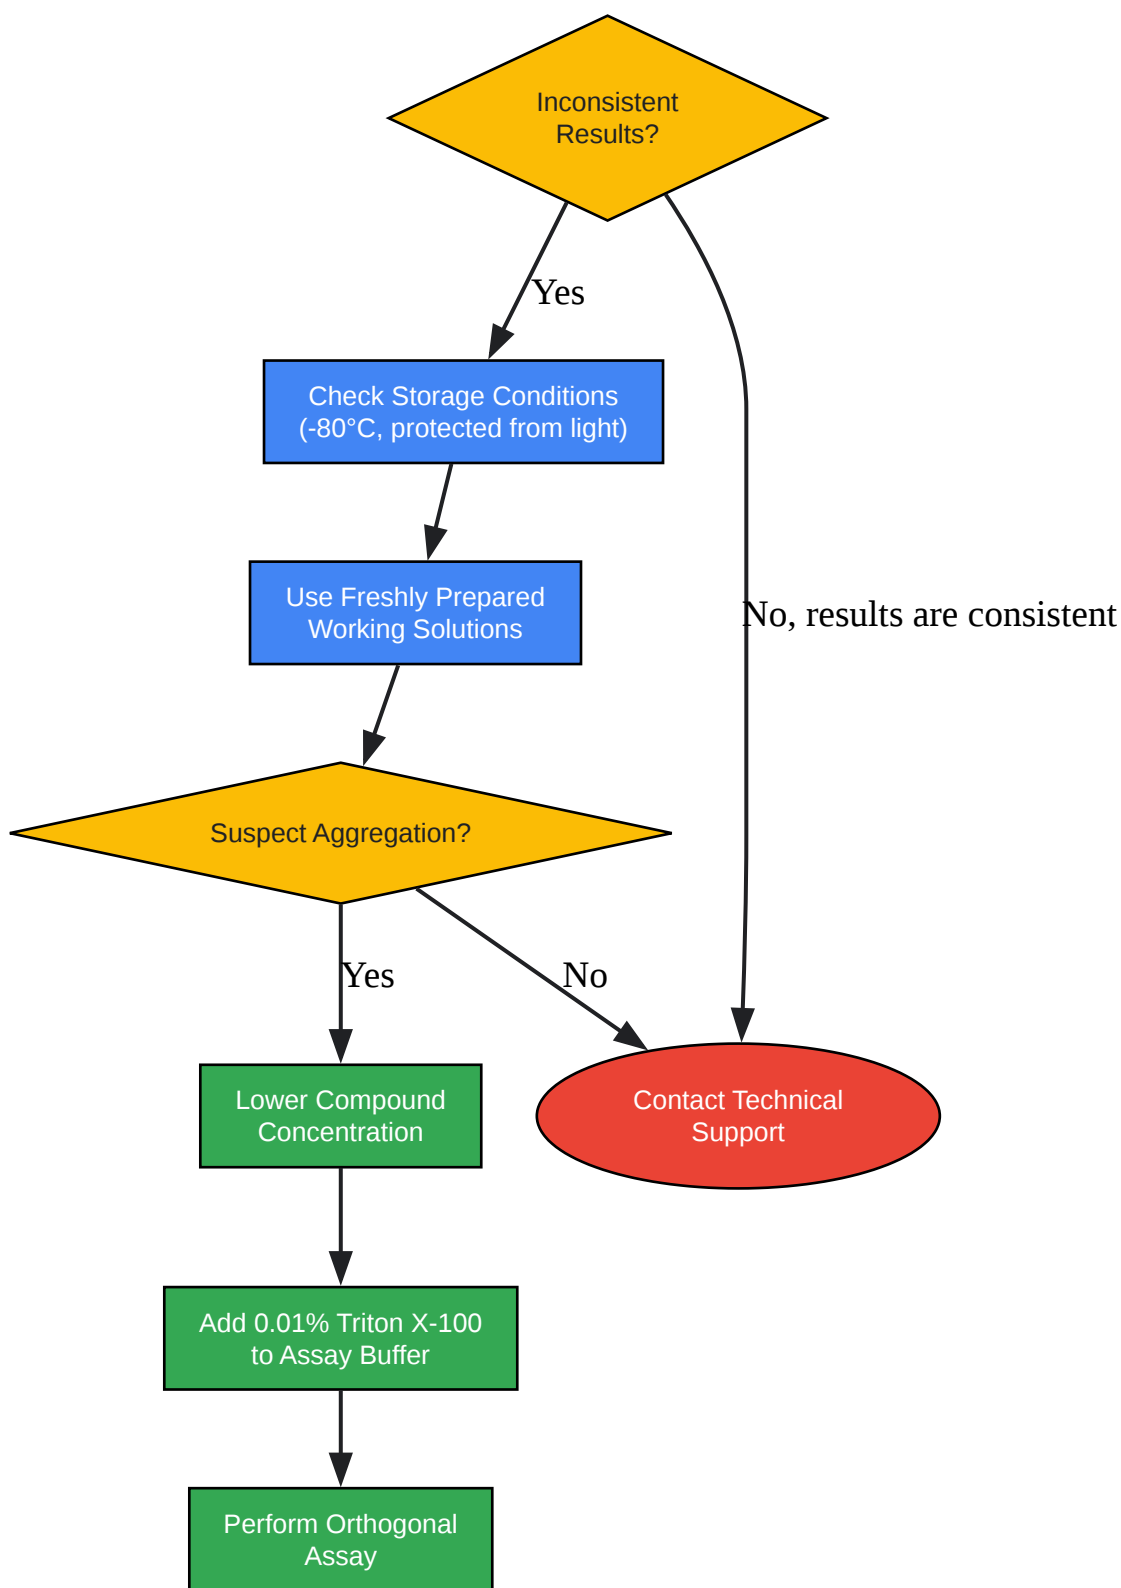 Inconsistent
Results?
Yes
Check Storage Conditions
(-80°C, protected from light)
Use Freshly Prepared
Working Solutions
No, results are consistent
Suspect Aggregation?
Yes
No
Lower Compound
Concentration
Contact Technical
Support
Add 0.01% Triton X-100
to Assay Buffer
Perform Orthogonal
Assay